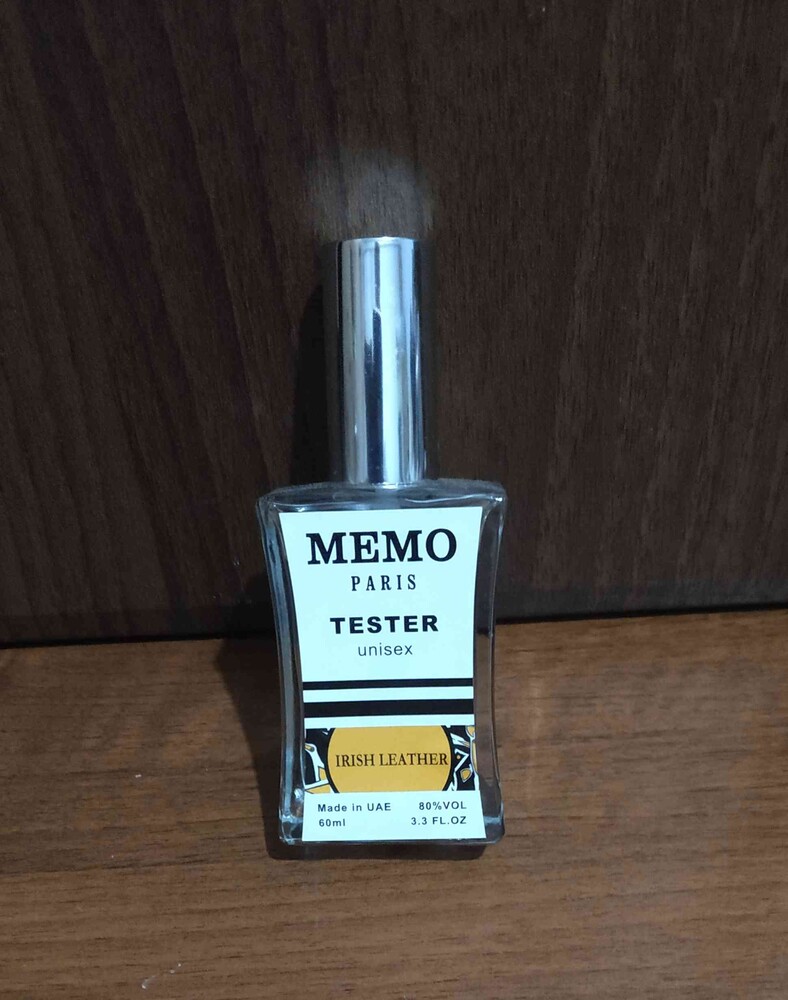 MEMO
PARIS
TESTER
unisex
IRISH LEATHER
Made in UAE 80%VOL
60ml 3.3 FL.OZ